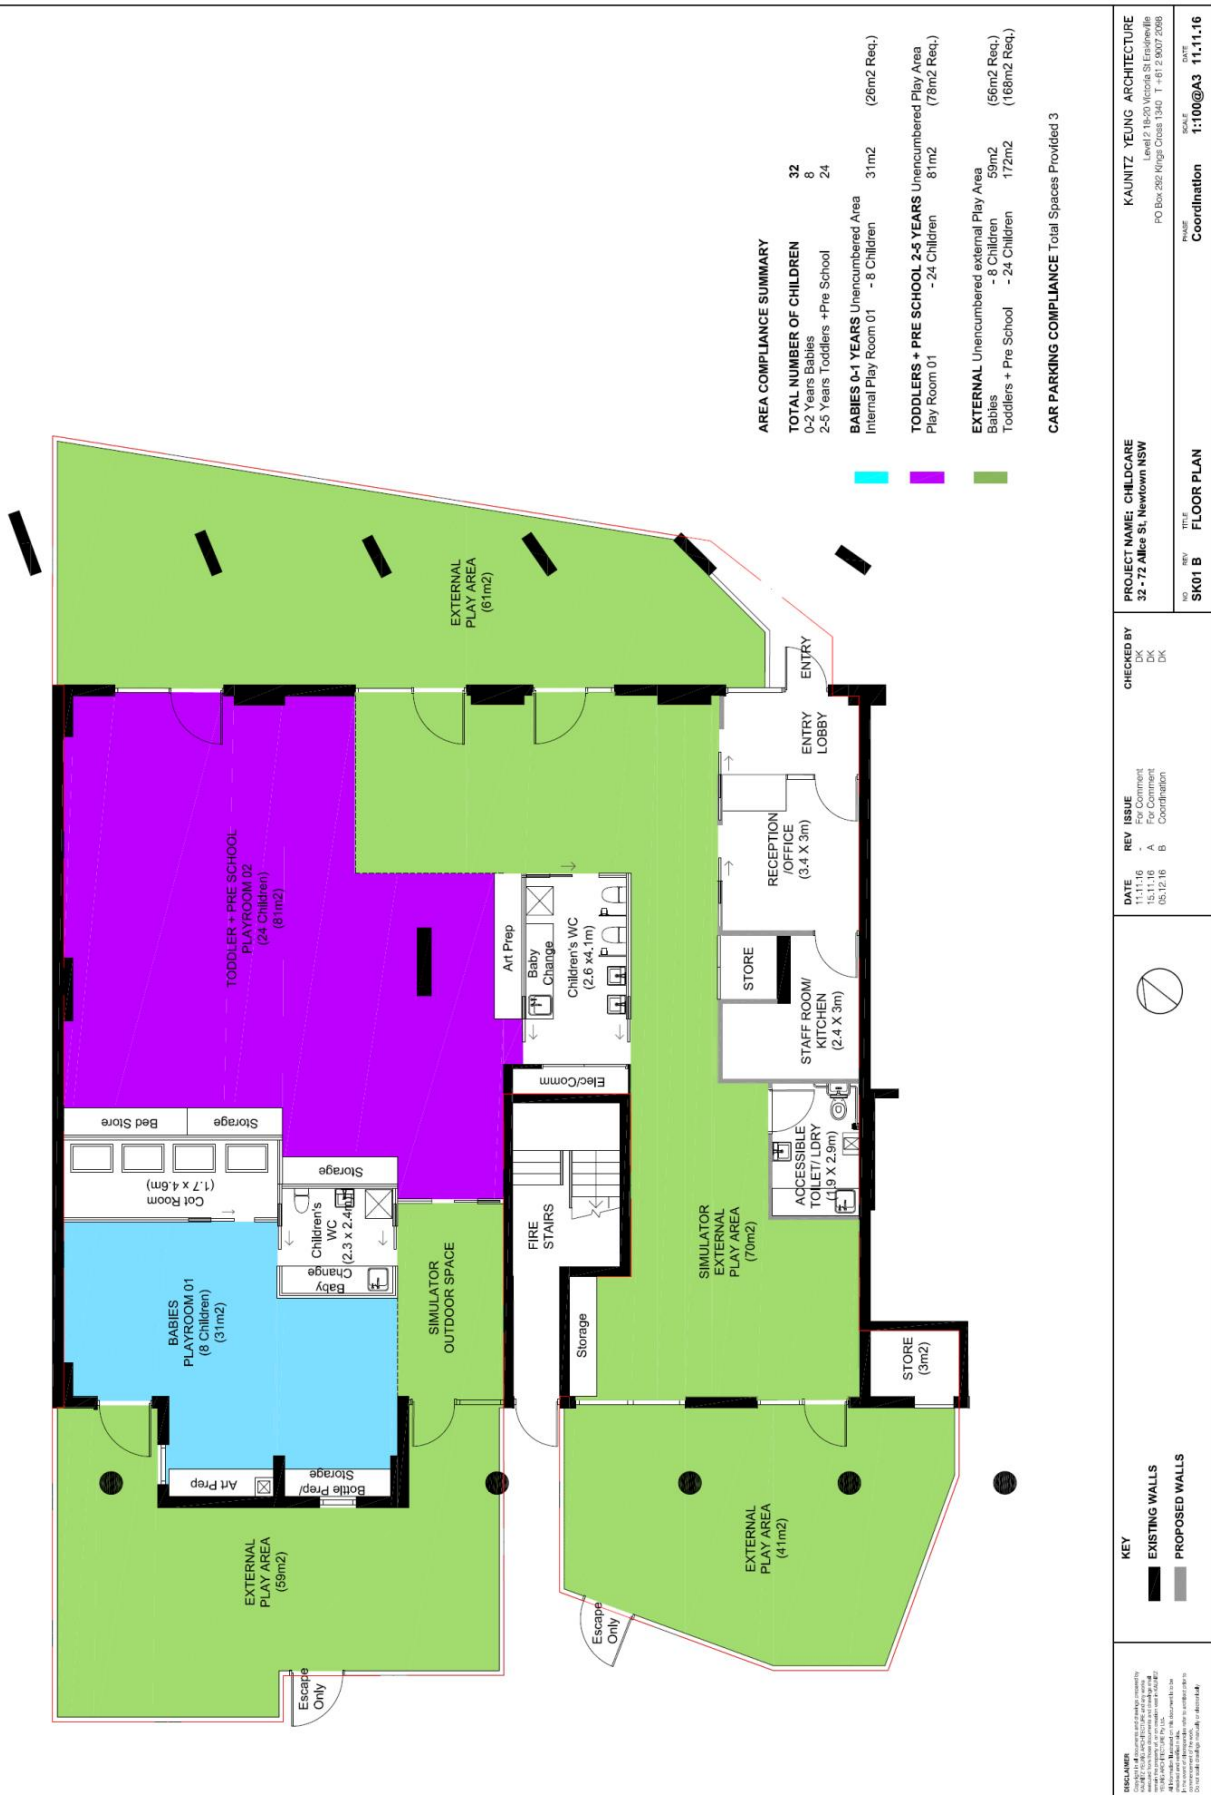 AREA COMPLIANCE SUMMARY
TOTAL NUMBER OF CHILDREN 32
0-2 Years Babies 8
2-5 Years Toddlers +Pre School 24
BABIES 0-1 YEARS Unencumbered Area
Internal Play Room 01 - 8 Children 31m2 (26m2 Req.)
TODDLERS + PRE SCHOOL 2-5 YEARS Unencumbered Play Area
Play Room 01 - 24 Children 81m2 (78m2 Req.)
EXTERNAL Unencumbered external Play Area
Babies - 8 Children 59m2 (56m2 Req.)
Toddlers + Pre School - 24 Children 172m2 (168m2 Req.)
CAR PARKING COMPLIANCE Total Spaces Provided 3
EXTERNAL
PLAY AREA
(61m2)
TODDLER + PRE SCHOOL
PLAYROOM 02
(24 Children)
(81m2)
ENTRY
ENTRY
LOBBY
RECEPTION
/OFFICE
(3.4 X 3m)
Art Prep
Baby
Change
Children's WC
(2.6 x4.1m)
STORE
STAFF ROOM/
KITCHEN
(2.4 X 3m)
Elec/Comm
Bed Store
Storage
Cot Room
(1.7 x 4.6m)
Storage
Children's
WC
(2.3 x 2.4m)
Baby
Change
ACCESSIBLE
TOILET/ LDRY
(1.9 X 2.9m)
FIRE
STAIRS
SIMULATOR
EXTERNAL
PLAY AREA
(70m2)
BABIES
PLAYROOM 01
(8 Children)
(31m2)
SIMULATOR
OUTDOOR SPACE
Storage
STORE
(3m2)
Art Prep
Bottle Prep/
Storage
EXTERNAL
PLAY AREA
(59m2)
EXTERNAL
PLAY AREA
(41m2)
Escape
Only
Escape
Only
DISCLAIMER
KEY
EXISTING WALLS
PROPOSED WALLS
DATE REV ISSUE CHECKED BY
11.11.16 - For Comment DK
15.11.16 A For Comment DK
05.12.16 B Coordination DK
PROJECT NAME: CHILDCARE
32 - 72 Alice St, Newtown NSW
KAUNITZ YEUNG ARCHITECTURE
Level 2 18-20 Victoria St Erskineville
PO Box 292 Kings Cross 1340 T +61 2 9007 2098
NO REV TITLE PHASE SCALE DATE
SK01 B FLOOR PLAN Coordination 1:100@A3 11.11.16